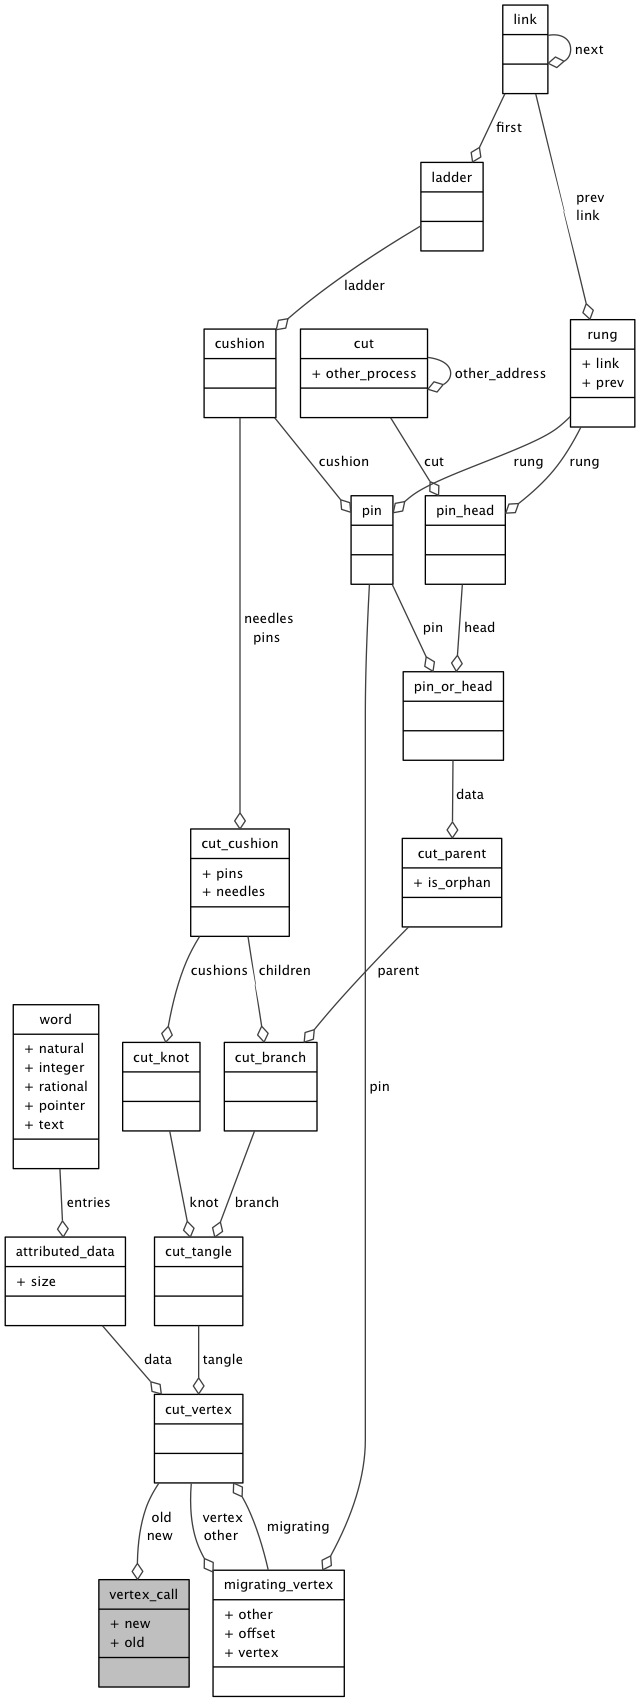 link
next
first
ladder
prev
link
ladder
rung
+ link
+ prev
cushion
cut
+ other_process
other_address
cushion
cut
rung
rung
pin
pin_head
needles
pins
pin
head
pin_or_head
data
cut_cushion
+ pins
+ needles
cut_parent
+ is_orphan
cushions
children
parent
word
+ natural
+ integer
+ rational
+ pointer
+ text
cut_knot
cut_branch
pin
entries
knot
branch
attributed_data
+ size
cut_tangle
data
tangle
cut_vertex
old
new
vertex
other
migrating
vertex_call
+ new
+ old
migrating_vertex
+ other
+ offset
+ vertex